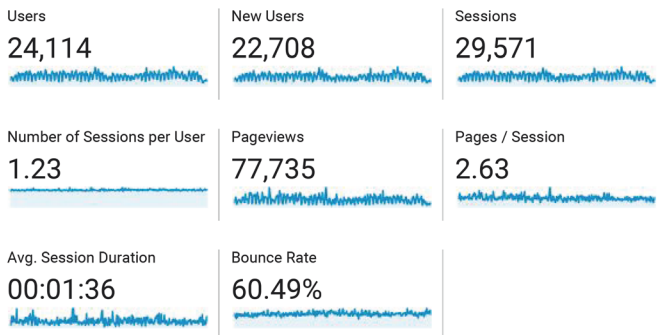 Users
24,114
New Users
22,708
Sessions
29,571
Number of Sessions per User
1.23
Pageviews
77,735
Pages / Session
2.63
Avg. Session Duration
00:01:36
Bounce Rate
60.49%